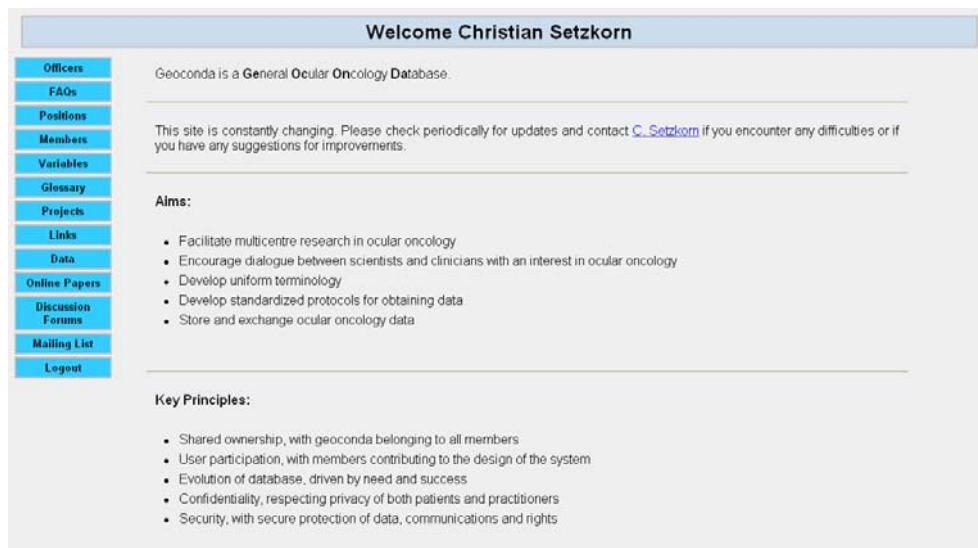 Welcome Christian Setzkorn
Officers
FAQs
Positions
Members
Variables
Glossary
Projects
Links
Data
Online Papers
Discussion
Forums
Mailing List
Logout
Geoconda is a General Ocular Oncology Database.
This site is constantly changing. Please check periodically for updates and contact C. Setzkorn if you encounter any difficulties or if
you have any suggestions for improvements.
Aims:
• Facilitate multicentre research in ocular oncology
• Encourage dialogue between scientists and clinicians with an interest in ocular oncology
• Develop uniform terminology
• Develop standardized protocols for obtaining data
• Store and exchange ocular oncology data
Key Principles:
• Shared ownership, with geoconda belonging to all members
• User participation, with members contributing to the design of the system
• Evolution of database, driven by need and success
• Confidentiality, respecting privacy of both patients and practitioners
• Security, with secure protection of data, communications and rights